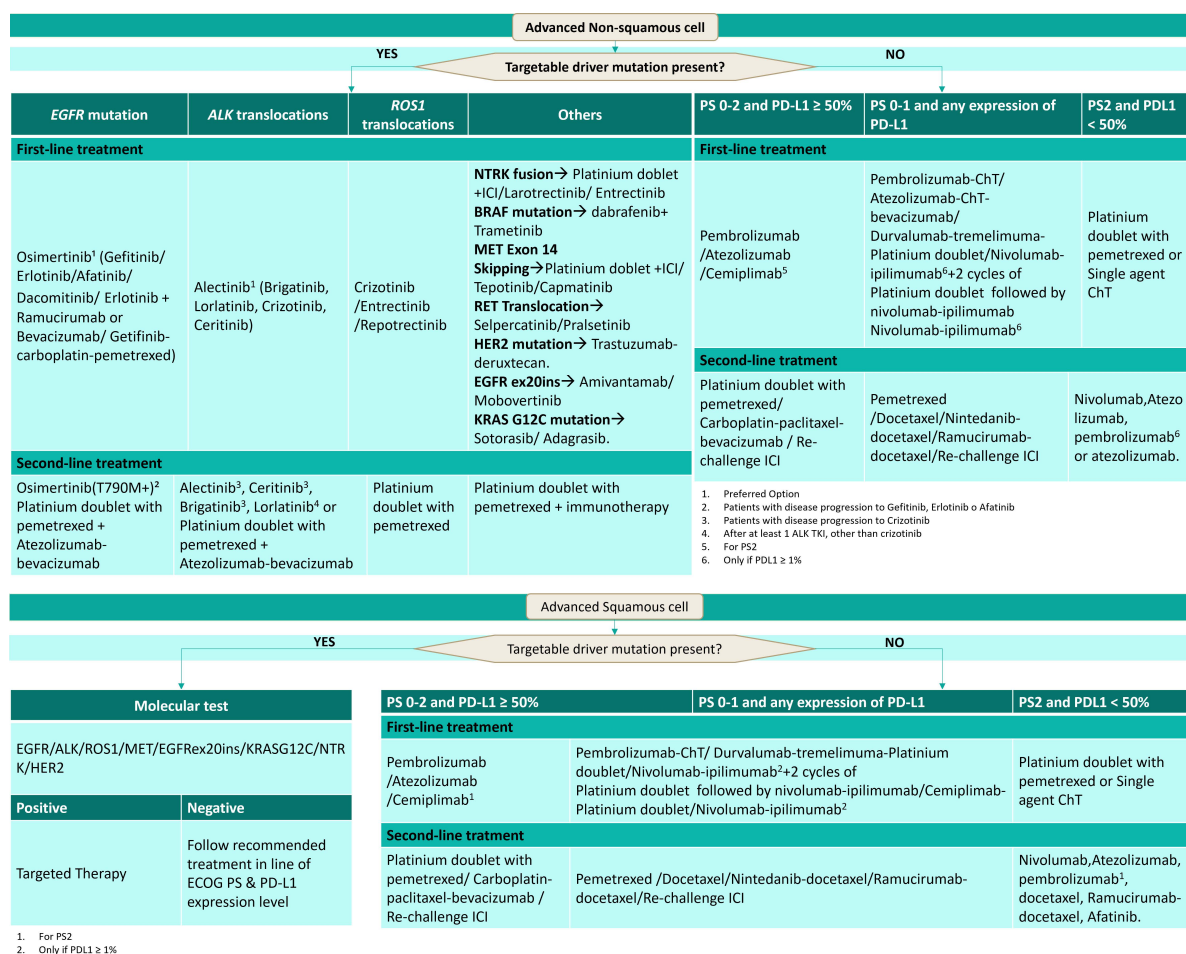 Advanced Non-squamous cell
YES
Targetable driver mutation present?
NO
EGFR mutation
ALK translocations
ROS1
translocations
Others
First-line treatment
Osimertinib¹ (Gefitinib/
Erlotinib/Afatinib/
Dacomitinib/ Erlotinib +
Ramucirumab or
Bevacizumab/ Getifinib-
carboplatin-pemetrexed)
Alectinib¹ (Brigatinib,
Lorlatinib, Crizotinib,
Ceritinib)
Crizotinib
/Entrectinib
/Repotrectinib
NTRK fusion→ Platinium doblet
+ICI/Larotrectinib/ Entrectinib
BRAF mutation→ dabrafenib+
Trametinib
MET Exon 14
Skipping→Platinium doblet +ICI/
Tepotinib/Capmatinib
RET Translocation→
Selpercatinib/Pralsetinib
HER2 mutation→ Trastuzumab-
deruxtecan.
EGFR ex20ins→ Amivantamab/
Mobovertinib
KRAS G12C mutation→
Sotorasib/ Adagrasib.
Second-line treatment
Osimertinib(T790M+)²
Platinium doublet with
pemetrexed +
Atezolizumab-
bevacizumab
Alectinib³, Ceritinib³,
Brigatinib³, Lorlatinib⁴ or
Platinium doublet with
pemetrexed +
Atezolizumab-bevacizumab
Platinium
doublet with
pemetrexed
Platinium doublet with
pemetrexed + immunotherapy
PS 0-2 and PD-L1 ≥ 50%
PS 0-1 and any expression of
PD-L1
PS2 and PDL1
< 50%
First-line treatment
Pembrolizumab
/Atezolizumab
/Cemiplimab⁵
Pembrolizumab-ChT/
Atezolizumab-ChT-
bevacizumab/
Durvalumab-tremelimuma-
Platinium doublet/Nivolumab-
ipilimumab⁶+2 cycles of
Platinium doublet  followed by
nivolumab-ipilimumab
Nivolumab-ipilimumab⁶
Platinium
doublet with
pemetrexed or
Single agent
ChT
Second-line tratment
Platinium doublet with
pemetrexed/
Carboplatin-paclitaxel-
bevacizumab / Re-
challenge ICI
Pemetrexed
/Docetaxel/Nintedanib-
docetaxel/Ramucirumab-
docetaxel/Re-challenge ICI
Nivolumab,Atezo
lizumab,
pembrolizumab⁶
or atezolizumab.
1. Preferred Option
2. Patients with disease progression to Gefitinib, Erlotinib o Afatinib
3. Patients with disease progression to Crizotinib
4. After at least 1 ALK TKI, other than crizotinib
5. For PS2
6. Only if PDL1 ≥ 1%
Advanced Squamous cell
YES
Targetable driver mutation present?
NO
Molecular test
EGFR/ALK/ROS1/MET/EGFRex20ins/KRASG12C/NTR
K/HER2
Positive
Negative
Targeted Therapy
Follow recommended
treatment in line of
ECOG PS & PD-L1
expression level
1. For PS2
2. Only if PDL1 ≥ 1%
PS 0-2 and PD-L1 ≥ 50%
PS 0-1 and any expression of PD-L1
PS2 and PDL1 < 50%
First-line treatment
Pembrolizumab
/Atezolizumab
/Cemiplimab¹
Pembrolizumab-ChT/ Durvalumab-tremelimuma-Platinium
doublet/Nivolumab-ipilimumab²+2 cycles of
Platinium doublet  followed by nivolumab-ipilimumab/Cemiplimab-
Platinium doublet/Nivolumab-ipilimumab²
Platinium doublet with
pemetrexed or Single
agent ChT
Second-line tratment
Platinium doublet with
pemetrexed/ Carboplatin-
paclitaxel-bevacizumab /
Re-challenge ICI
Pemetrexed /Docetaxel/Nintedanib-docetaxel/Ramucirumab-
docetaxel/Re-challenge ICI
Nivolumab,Atezolizumab,
pembrolizumab¹,
docetaxel, Ramucirumab-
docetaxel, Afatinib.